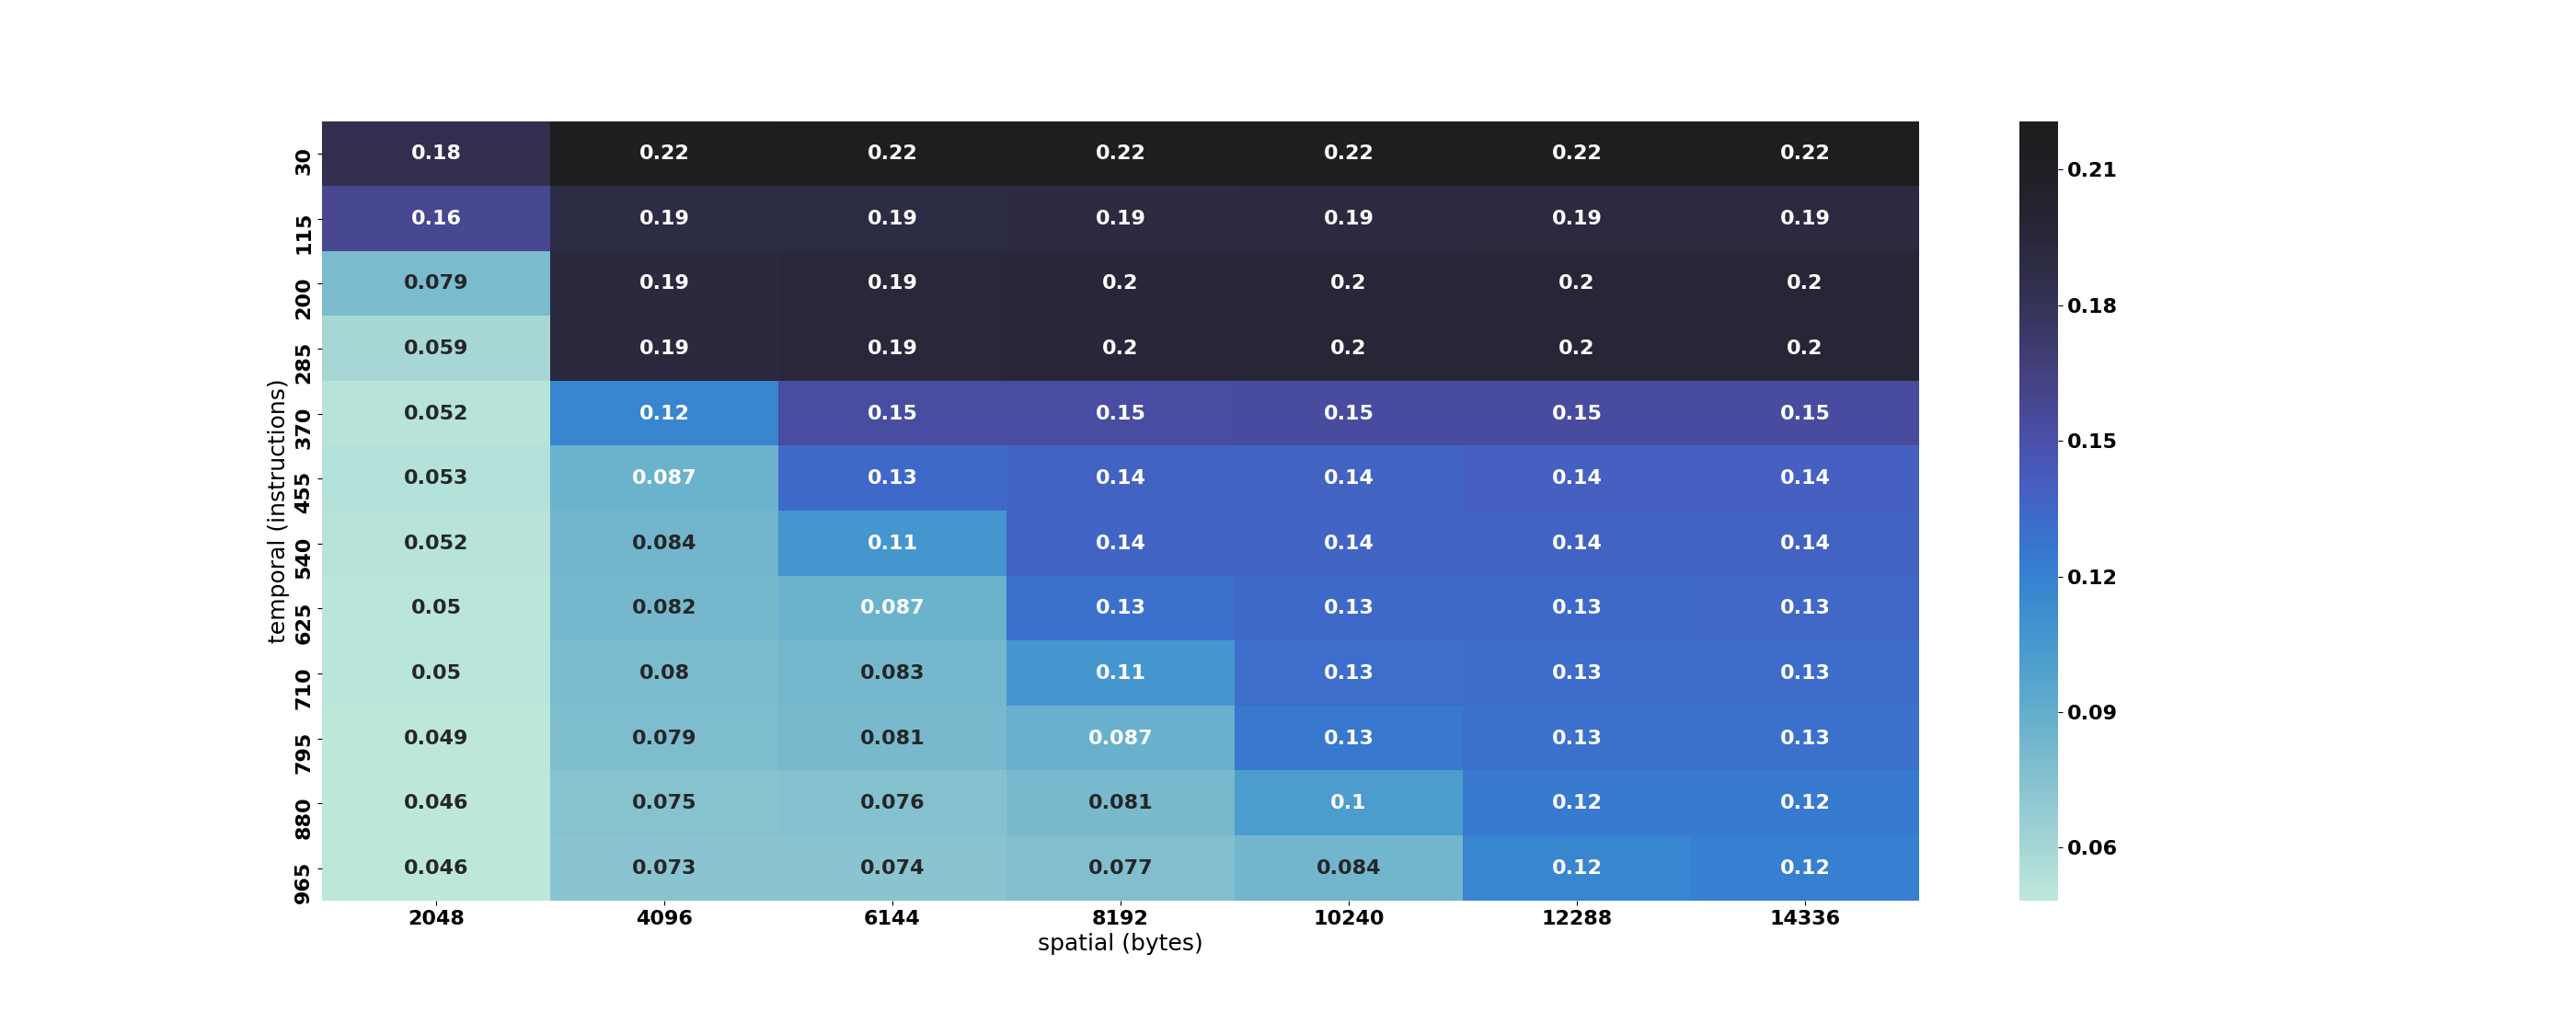 temporal (instructions)
30 0.18 0.22 0.22 0.22 0.22 0.22 0.22
115 0.16 0.19 0.19 0.19 0.19 0.19 0.19
200 0.079 0.19 0.19 0.2 0.2 0.2 0.2
285 0.059 0.19 0.19 0.2 0.2 0.2 0.2
370 0.052 0.12 0.15 0.15 0.15 0.15 0.15
455 0.053 0.087 0.13 0.14 0.14 0.14 0.14
540 0.052 0.084 0.11 0.14 0.14 0.14 0.14
625 0.05 0.082 0.087 0.13 0.13 0.13 0.13
710 0.05 0.08 0.083 0.11 0.13 0.13 0.13
795 0.049 0.079 0.081 0.087 0.13 0.13 0.13
880 0.046 0.075 0.076 0.081 0.1 0.12 0.12
965 0.046 0.073 0.074 0.077 0.084 0.12 0.12
2048 4096 6144 8192 10240 12288 14336
spatial (bytes)
0.21
0.18
0.15
0.12
0.09
0.06